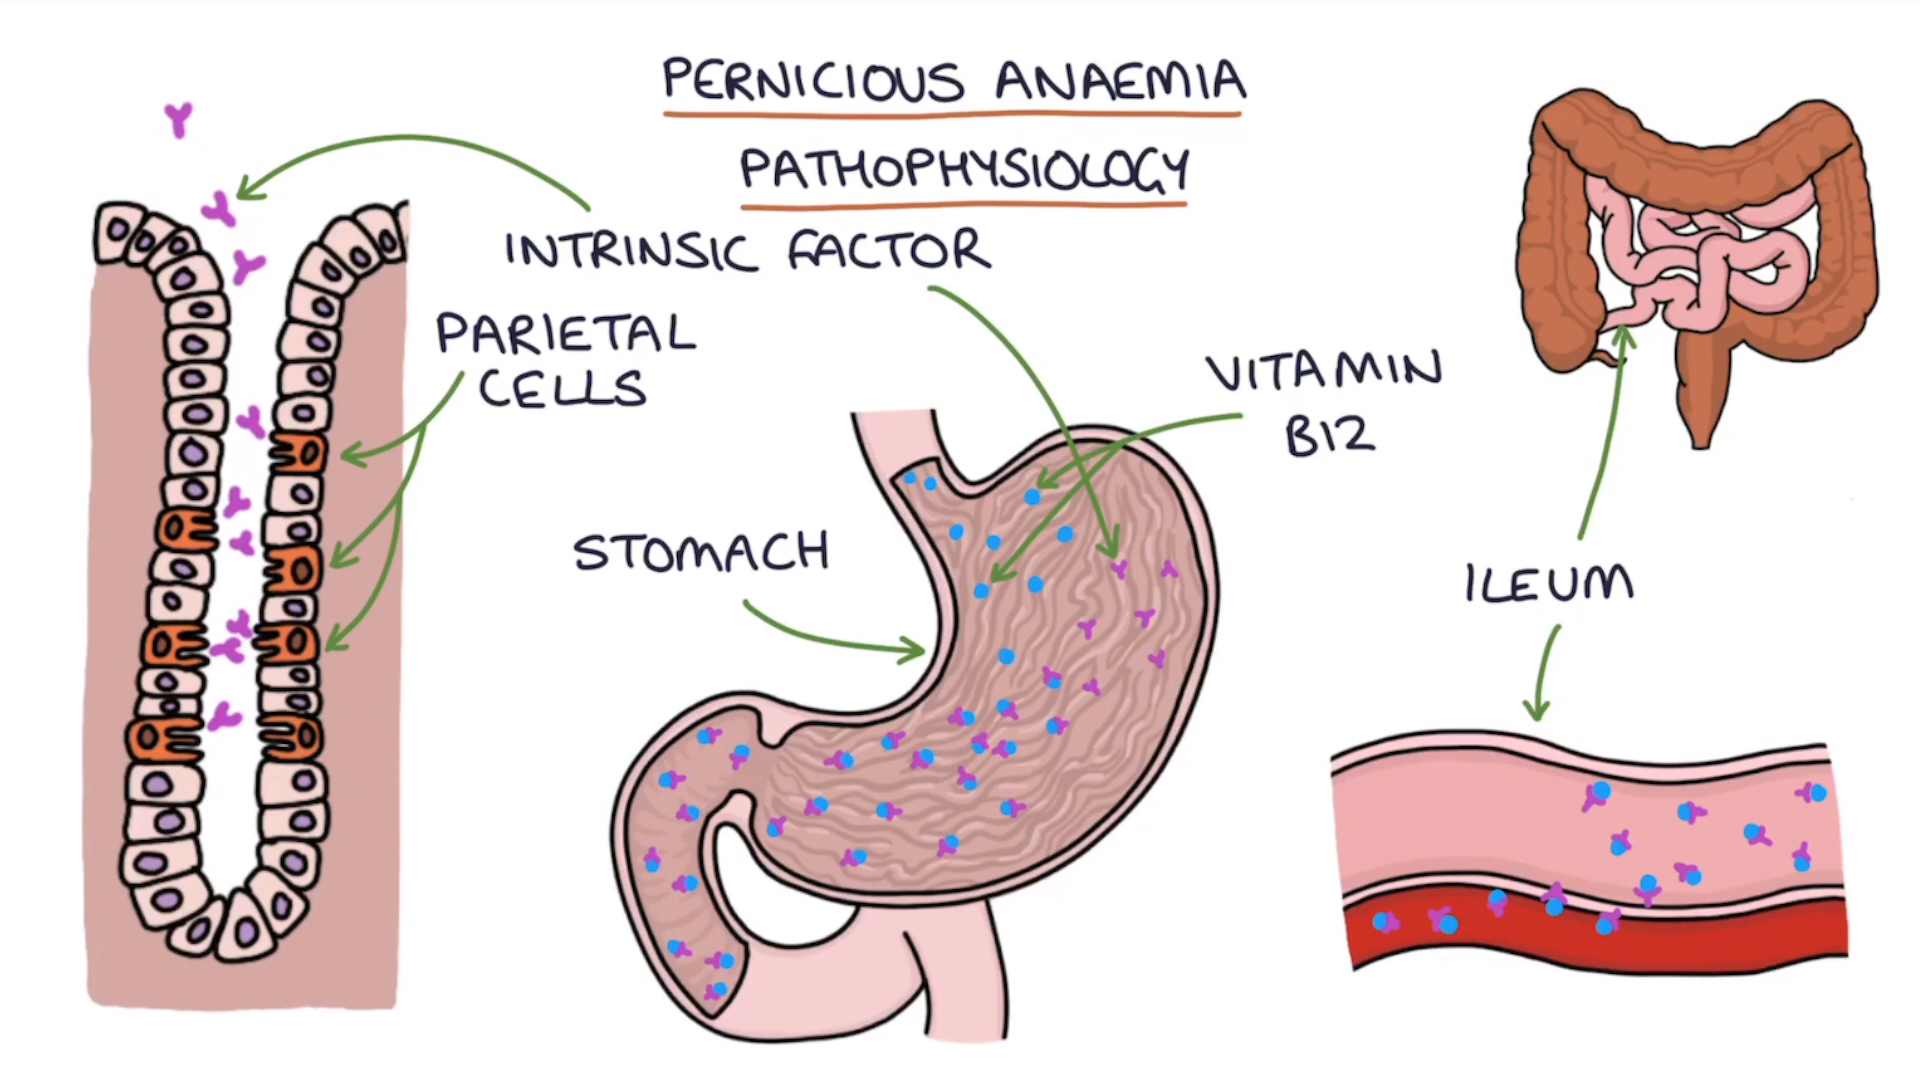 PERNICIOUS ANAEMIA
PATHOPHYSIOLOGY
INTRINSIC FACTOR
PARIETAL
CELLS
VITAMIN
B12
STOMACH
ILEUM